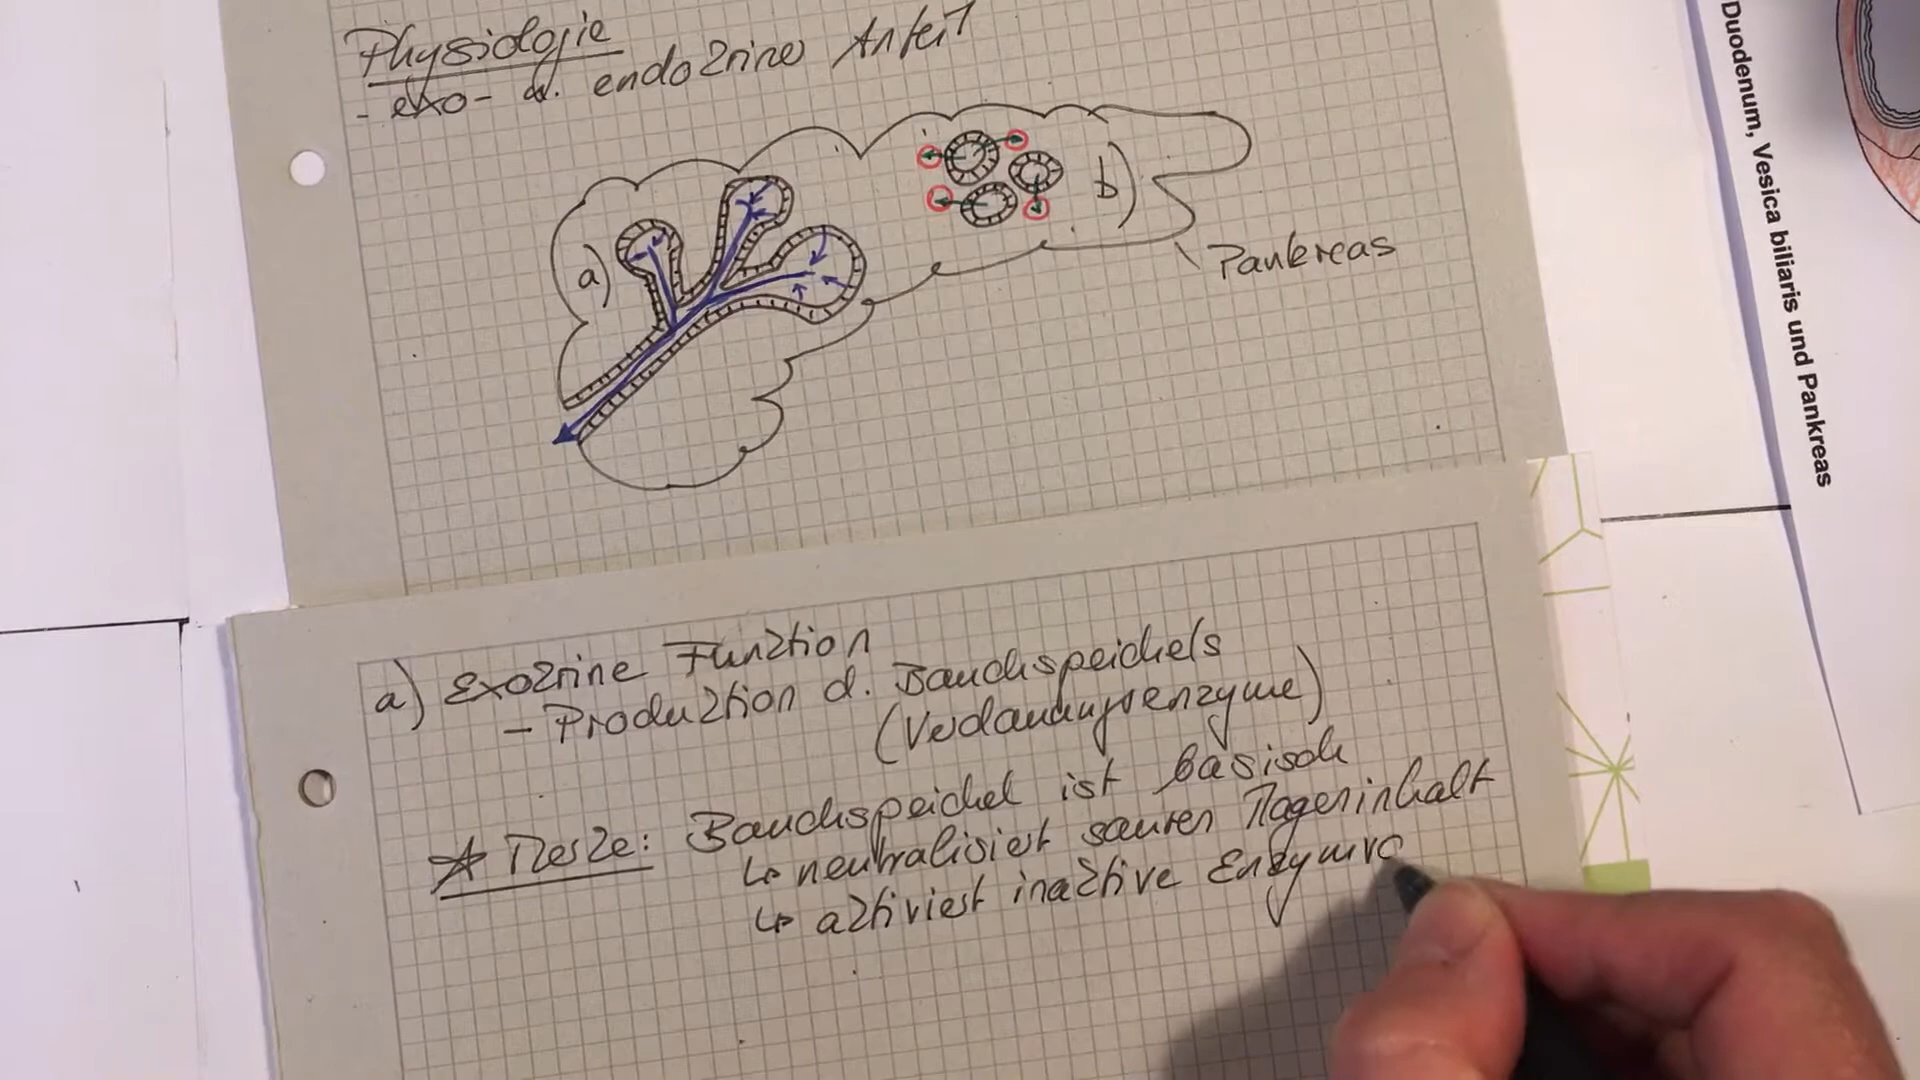 Physiologie
- exo- u. endokrine Anteil
a)
b)
Pankreas
Duodenum, Vesica biliaris und Pankreas
a) Exokrine Funktion
- Produktion d. Bauchspeichels
(Verdauungsenzyme)
Merke: Bauchspeichel ist basisch
↳ neutralisiert sauren Mageninhalt
↳ aktiviert inaktive Enzymvo